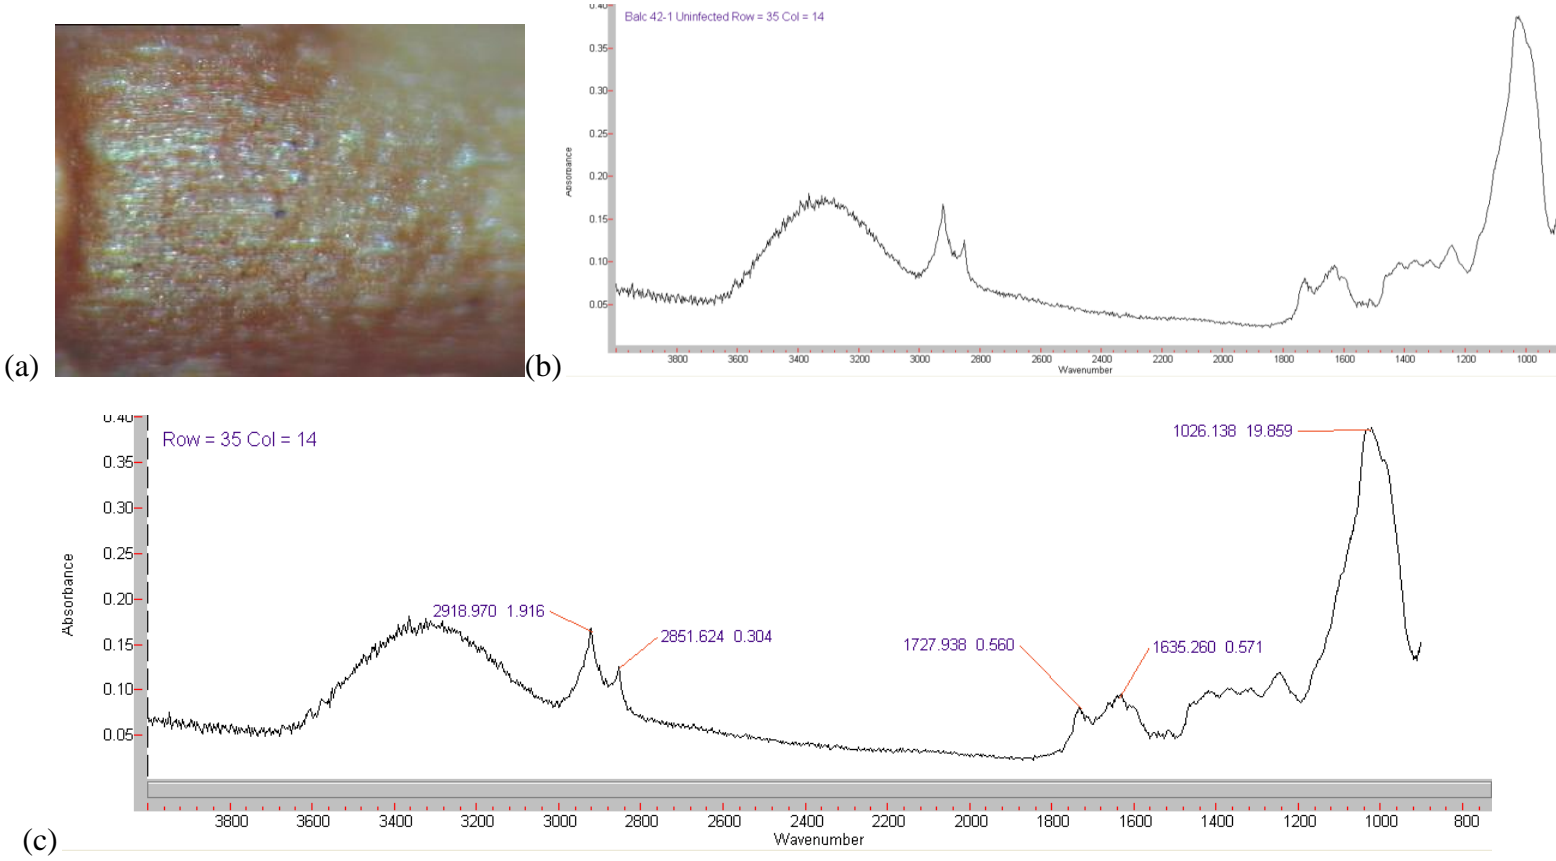 (a)
(b)
Balc 42-1 Uninfected Row = 35 Col = 14
0.40
0.35
0.30
0.25
0.20
0.15
0.10
0.05
Absorbance
3800 3600 3400 3200 3000 2800 2600 2400 2200 2000 1800 1600 1400 1200 1000
Wavenumber
(c)
Row = 35 Col = 14
0.40
0.35
0.30
0.25
0.20
0.15
0.10
0.05
Absorbance
1026.138 19.859
2918.970 1.916
2851.624 0.304
1727.938 0.560
1635.260 0.571
3800 3600 3400 3200 3000 2800 2600 2400 2200 2000 1800 1600 1400 1200 1000 800
Wavenumber